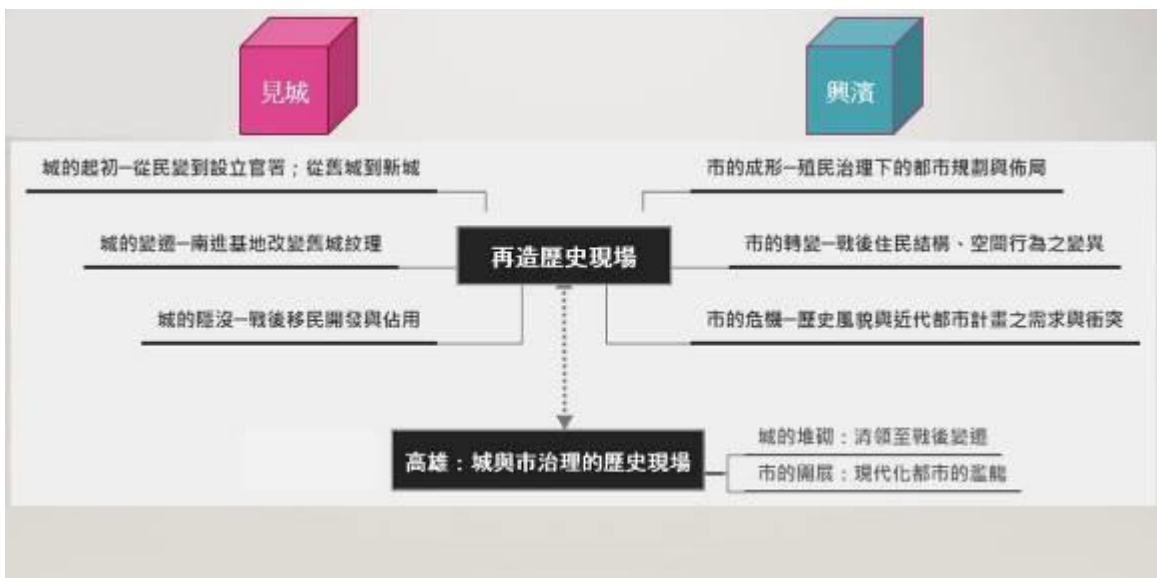 見城
興濱
城的起初─從民變到設立官署；從舊城到新城
市的成形─殖民治理下的都市規劃與佈局
城的變遷─南進基地改變舊城紋理
再造歷史現場
市的轉變─戰後住民結構、空間行為之變異
城的隱沒─戰後移民開發與佔用
市的危機─歷史風貌與近代都市計畫之需求與衝突
高雄：城與市治理的歷史現場
城的堆砌：清領至戰後變遷
市的開展：現代化都市的濫觴